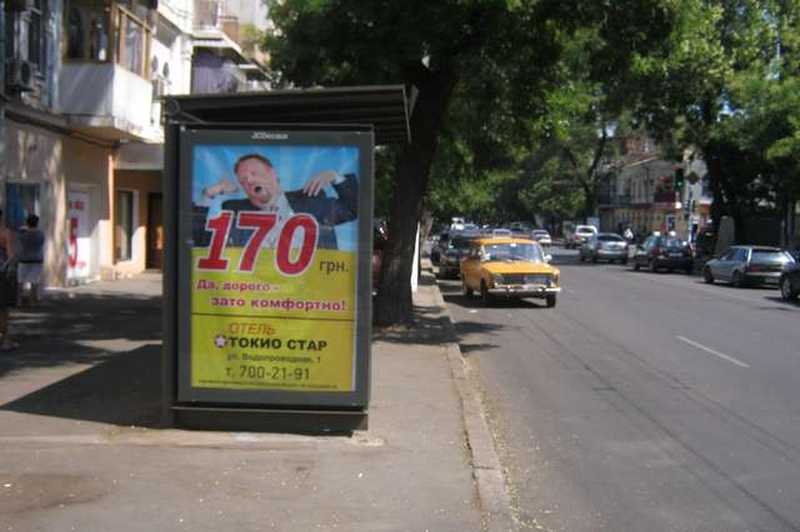 JCDecaux
170
грн.
Да, дорого -
зато комфортно!
ОТЕЛЬ
ТОКИО СТАР
ул. Водопроводная, 1
т. 700-21-91